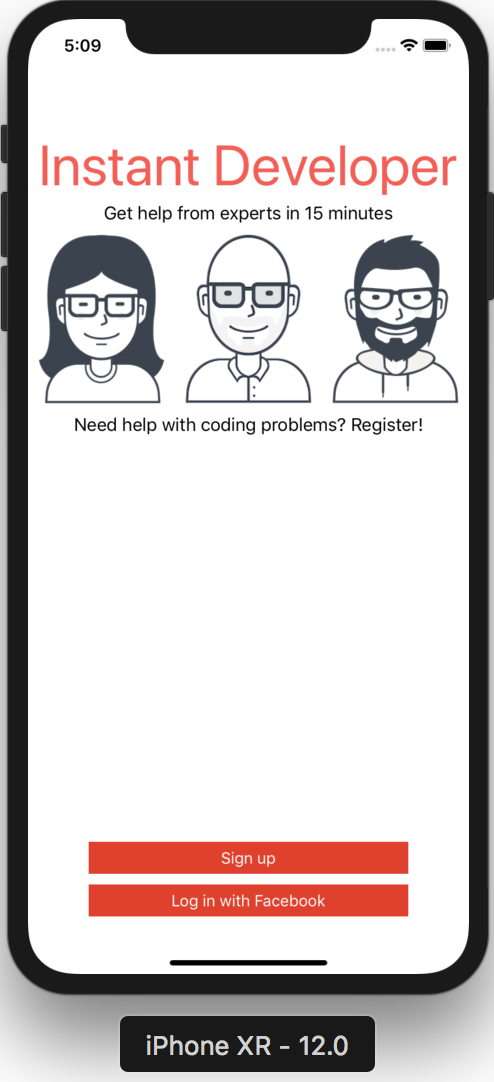 5:09
Instant Developer
Get help from experts in 15 minutes
Need help with coding problems? Register!
Sign up
Log in with Facebook
iPhone XR - 12.0